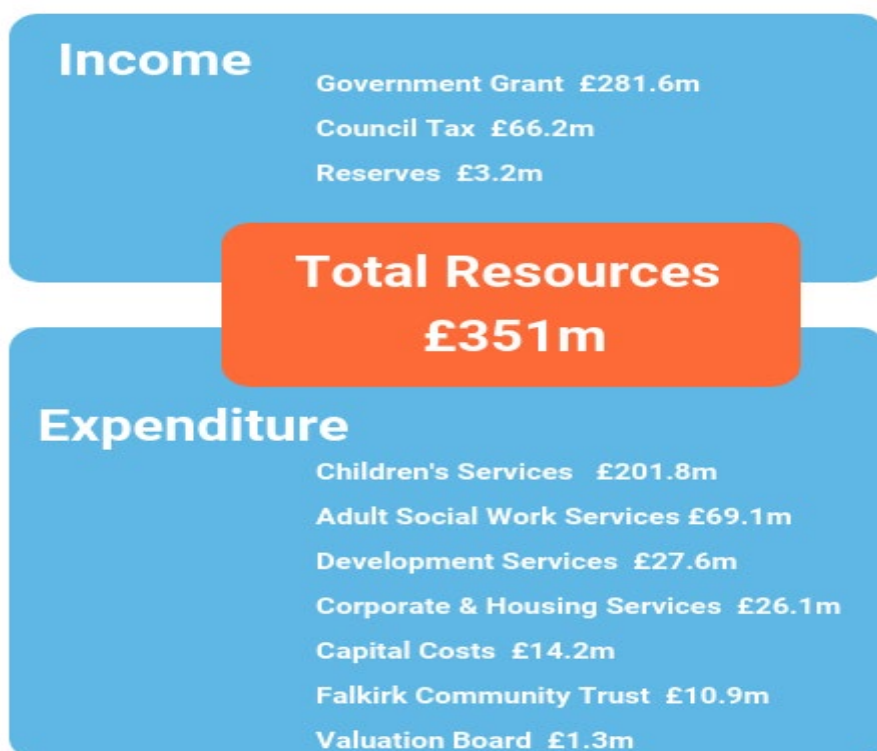 Income
Government Grant £281.6m
Council Tax £66.2m
Reserves £3.2m
Total Resources
£351m
Expenditure
Children's Services £201.8m
Adult Social Work Services £69.1m
Development Services £27.6m
Corporate & Housing Services £26.1m
Capital Costs £14.2m
Falkirk Community Trust £10.9m
Valuation Board £1.3m